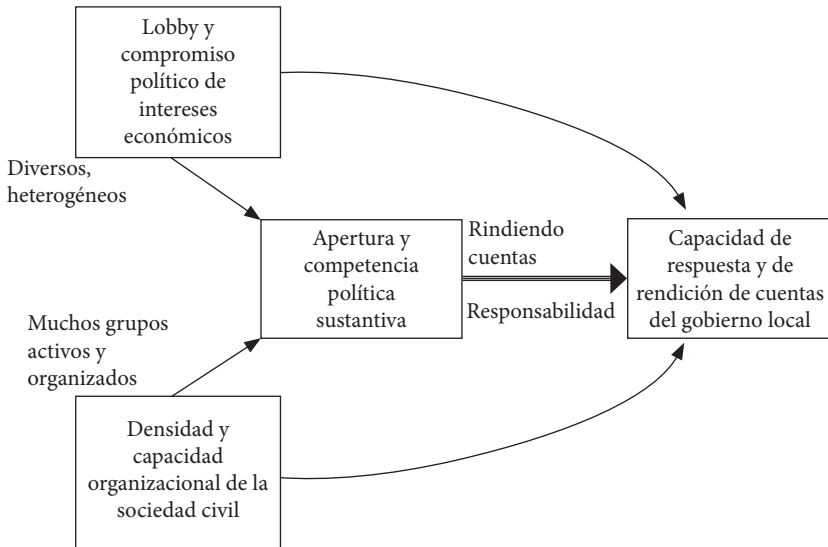 Lobby y
compromiso
político de
intereses
económicos
Diversos,
heterogéneos
Apertura y
competencia
política
sustantiva
Rindiendo
cuentas
Responsabilidad
Capacidad de
respuesta y de
rendición de cuentas
del gobierno local
Muchos grupos
activos y
organizados
Densidad y
capacidad
organizacional de la
sociedad civil